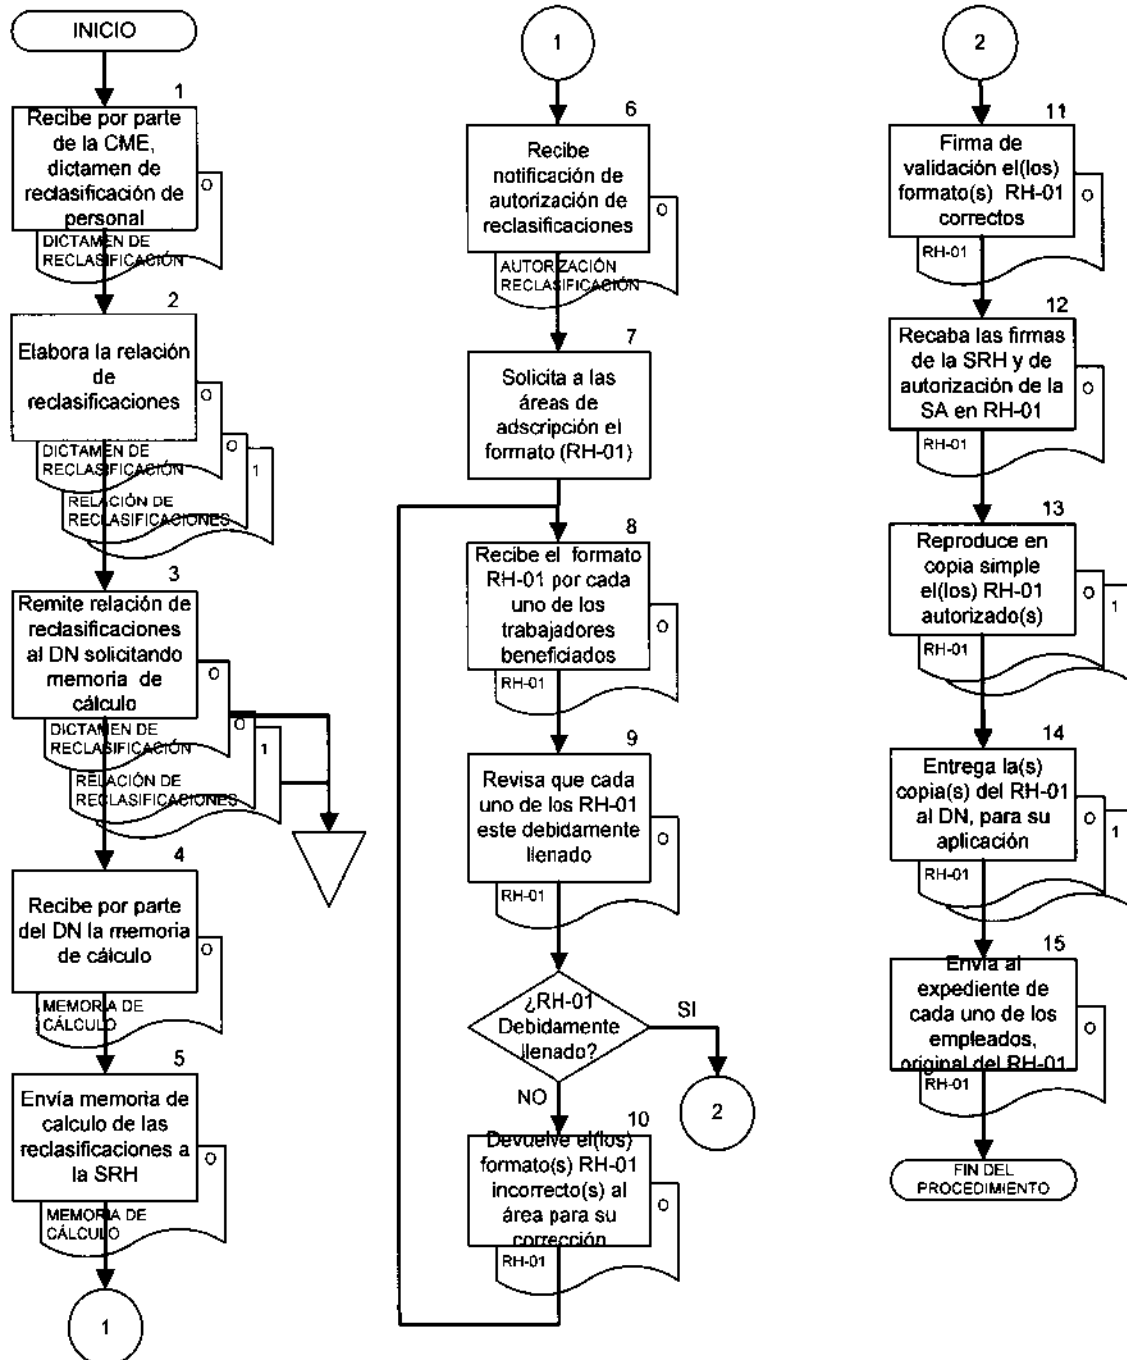 INICIO
1
Recibe por parte
de la CME,
dictamen de
reclasificación de
personal
O
DICTAMEN DE
RECLASIFICACIÓN
2
Elabora la relación
de
reclasificaciones
O
DICTAMEN DE
RECLASIFICACIÓN
O
1
RELACIÓN DE
RECLASIFICACIONES
3
Remite relación de
reclasificaciones
al DN solicitando
memoria de
cálculo
O
DICTAMEN DE
RECLASIFICACIÓN
O
1
RELACIÓN DE
RECLASIFICACIONES
4
Recibe por parte
del DN la memoria
de cálculo
O
MEMORIA DE
CÁLCULO
5
Envía memoria de
calculo de las
reclasificaciones a
la SRH
O
MEMORIA DE
CÁLCULO
1
1
6
Recibe
notificación de
autorización de
reclasificaciones
O
AUTORIZACIÓN
RECLASIFICACIÓN
7
Solicita a las
áreas de
adscripción el
formato (RH-01)
8
Recibe el formato
RH-01 por cada
uno de los
trabajadores
beneficiados
O
RH-01
9
Revisa que cada
uno de los RH-01
este debidamente
llenado
O
RH-01
¿RH-01
Debidamente
llenado?
SI
2
NO
10
Devuelve el(los)
formato(s) RH-01
incorrecto(s) al
área para su
corrección
O
RH-01
2
11
Firma de
validación el(los)
formato(s) RH-01
correctos
O
RH-01
12
Recaba las firmas
de la SRH y de
autorización de la
SA en RH-01
O
RH-01
13
Reproduce en
copia simple
el(los) RH-01
autorizado(s)
O
1
RH-01
14
Entrega la(s)
copia(s) del RH-01
al DN, para su
aplicación
O
1
RH-01
15
Envía al
expediente de
cada uno de los
empleados,
original del RH-01
O
RH-01
FIN DEL
PROCEDIMIENTO